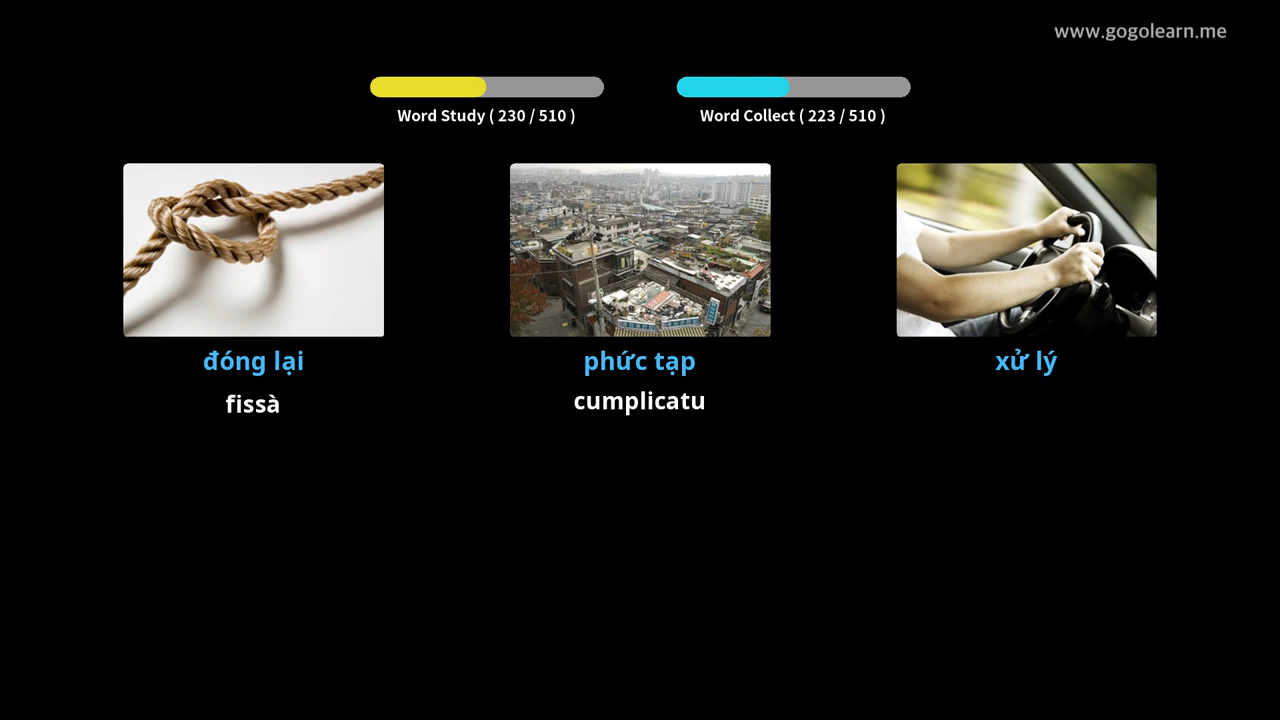 www.gogolearn.me
Word Study ( 230 / 510 )
Word Collect ( 223 / 510 )
đóng lại
phức tạp
xử lý
fissà
cumplicatu